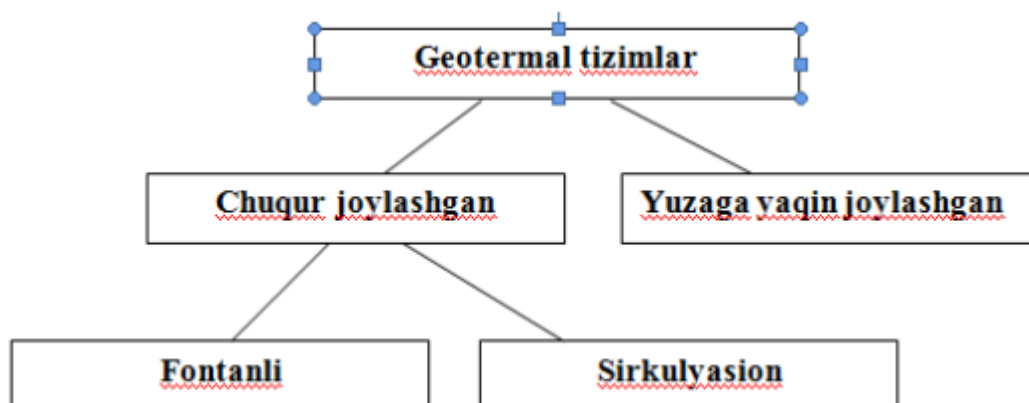 Geotermal tizimlar
Chuqur joylashgan
Yuzaga yaqin joylashgan
Fontanli
Sirkulyasion